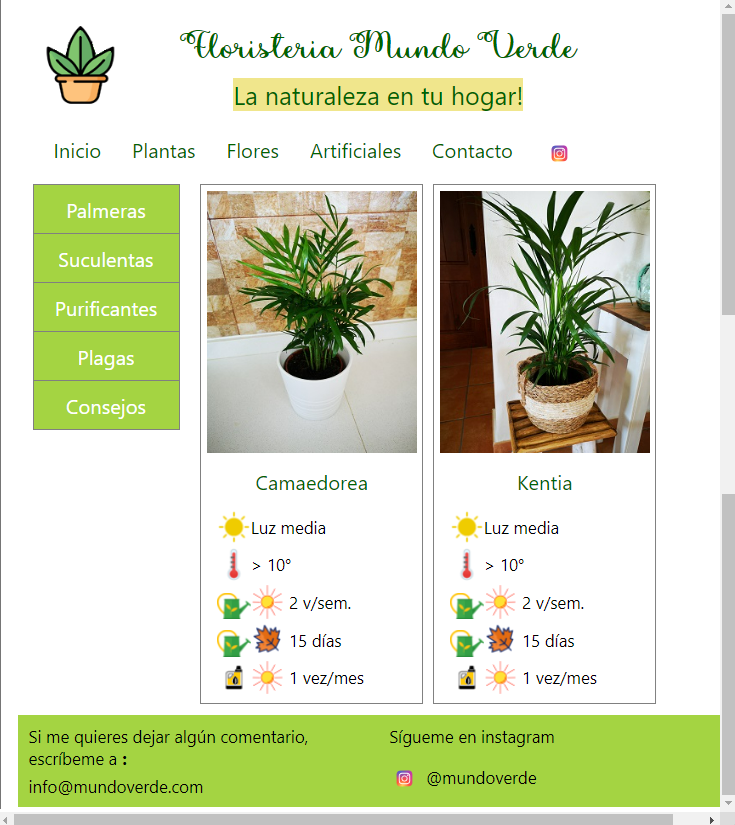 Floristeria Mundo Verde
La naturaleza en tu hogar!
Inicio Plantas Flores Artificiales Contacto
Palmeras
Suculentas
Purificantes
Plagas
Consejos
Camaedorea
Luz media
> 10°
2 v/sem.
15 días
1 vez/mes
Kentia
Luz media
> 10°
2 v/sem.
15 días
1 vez/mes
Si me quieres dejar algún comentario,
escríbeme a :
info@mundoverde.com
Sígueme en instagram
@mundoverde